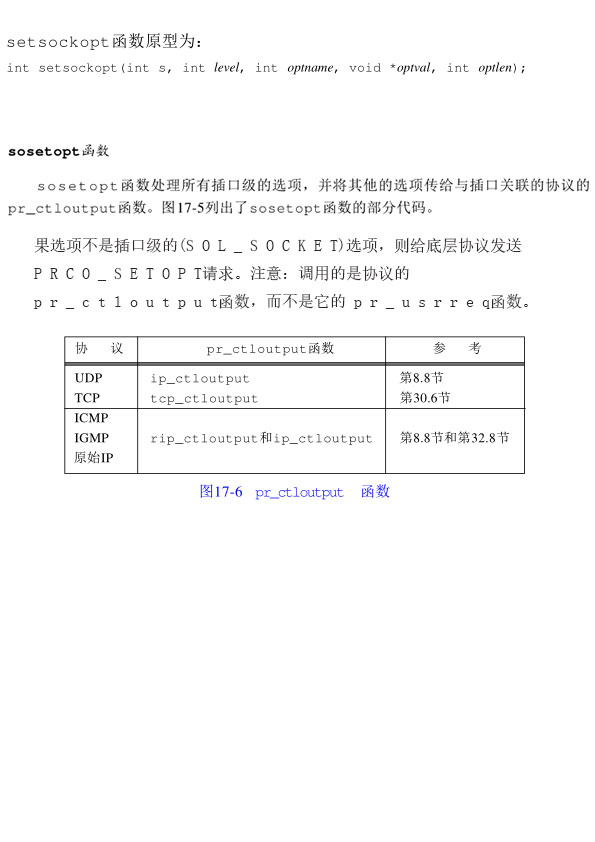 setsockopt函数原型为：
int setsockopt(int s, int level, int optname, void *optval, int optlen);
sosetopt函数
sosetopt函数处理所有插口级的选项，并将其他的选项传给与插口关联的协议的
pr_ctloutput函数。图17-5列出了sosetopt函数的部分代码。
果选项不是插口级的(SOL_SOCKET)选项，则给底层协议发送
PRCO_SETOPT请求。注意：调用的是协议的
pr_ctloutput函数，而不是它的 pr_usrreq函数。
协 议 pr_ctloutput函数 参 考
UDP ip_ctloutput 第8.8节
TCP tcp_ctloutput 第30.6节
ICMP
IGMP rip_ctloutput和ip_ctloutput 第8.8节和第32.8节
原始IP
图17-6 pr_ctloutput 函数